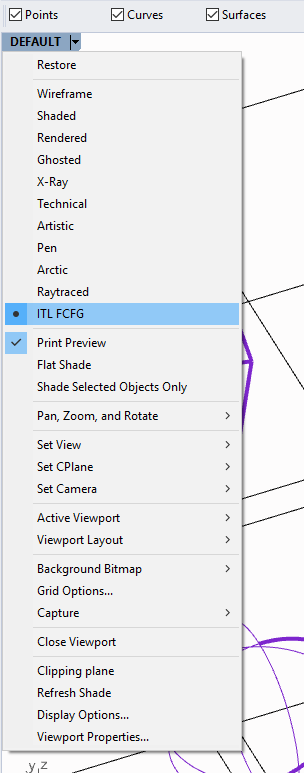 Points Curves Surfaces
DEFAULT
Restore
Wireframe
Shaded
Rendered
Ghosted
X-Ray
Technical
Artistic
Pen
Arctic
Raytraced
ITL FCFG
Print Preview
Flat Shade
Shade Selected Objects Only
Pan, Zoom, and Rotate
Set View
Set CPlane
Set Camera
Active Viewport
Viewport Layout
Background Bitmap
Grid Options...
Capture
Close Viewport
Clipping plane
Refresh Shade
Display Options...
Viewport Properties...
y z